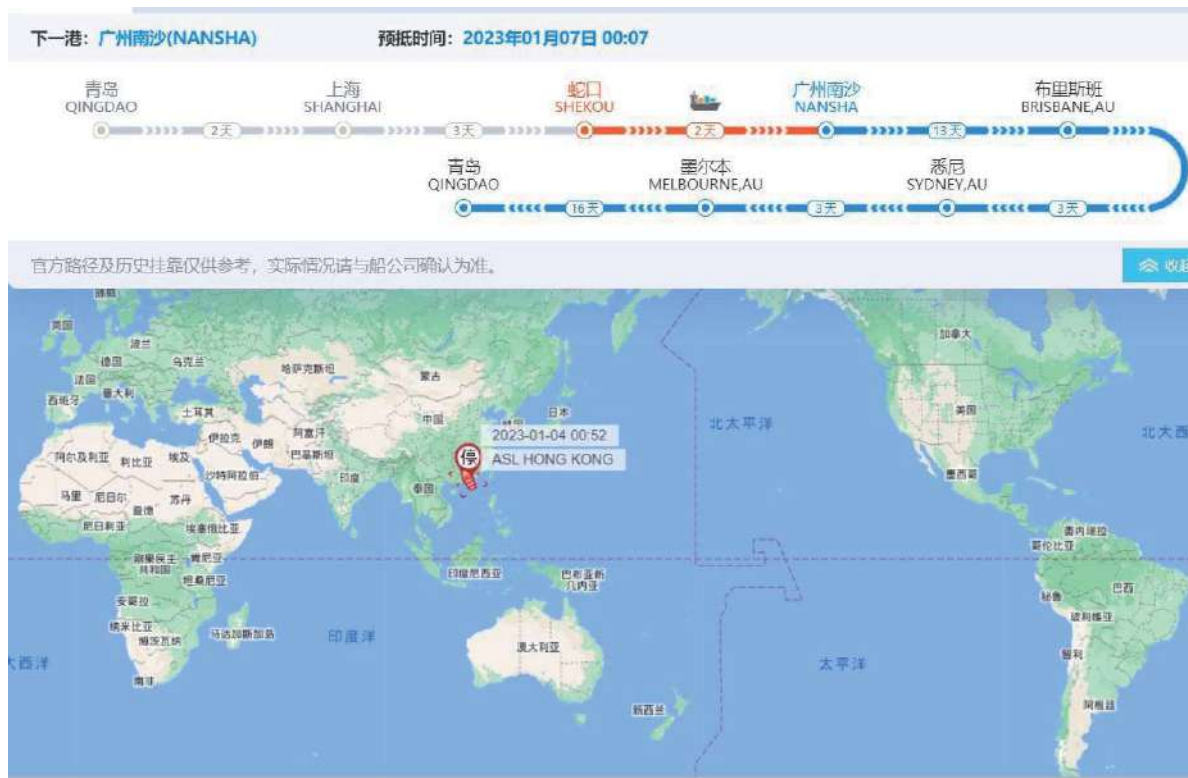 下一港：广州南沙(NANSHA)
预抵时间：2023年01月07日 00:07
青岛
QINGDAO
2天
上海
SHANGHAI
3天
蛇口
SHEKOU
2天
广州南沙
NANSHA
13天
布里斯班
BRISBANE,AU
青岛
QINGDAO
16天
墨尔本
MELBOURNE,AU
3天
悉尼
SYDNEY,AU
3天
官方路径及历史挂靠仅供参考，实际情况请与船公司确认为准。
收起
挪威
英国
波兰
德国
乌克兰
法国
意大利
西班牙
土耳其
哈萨克斯坦
蒙古
中国
日本
韩国
伊拉克
伊朗
阿富汗
巴基斯坦
阿尔及利亚
利比亚
埃及
沙特阿拉伯
印度
泰国
马里
尼日尔
乍得
苏丹
尼日利亚
埃塞俄比亚
刚果民主
共和国
肯尼亚
坦桑尼亚
安哥拉
纳米比亚
博茨瓦纳
马达加斯加岛
南非
大西洋
印度洋
停
2023-01-04 00:52
ASL HONG KONG
印度尼西亚
巴布亚新
几内亚
澳大利亚
新西兰
北太平洋
太平洋
加拿大
美国
北大西
墨西哥
委内瑞拉
哥伦比亚
秘鲁
巴西
玻利维亚
智利
阿根廷